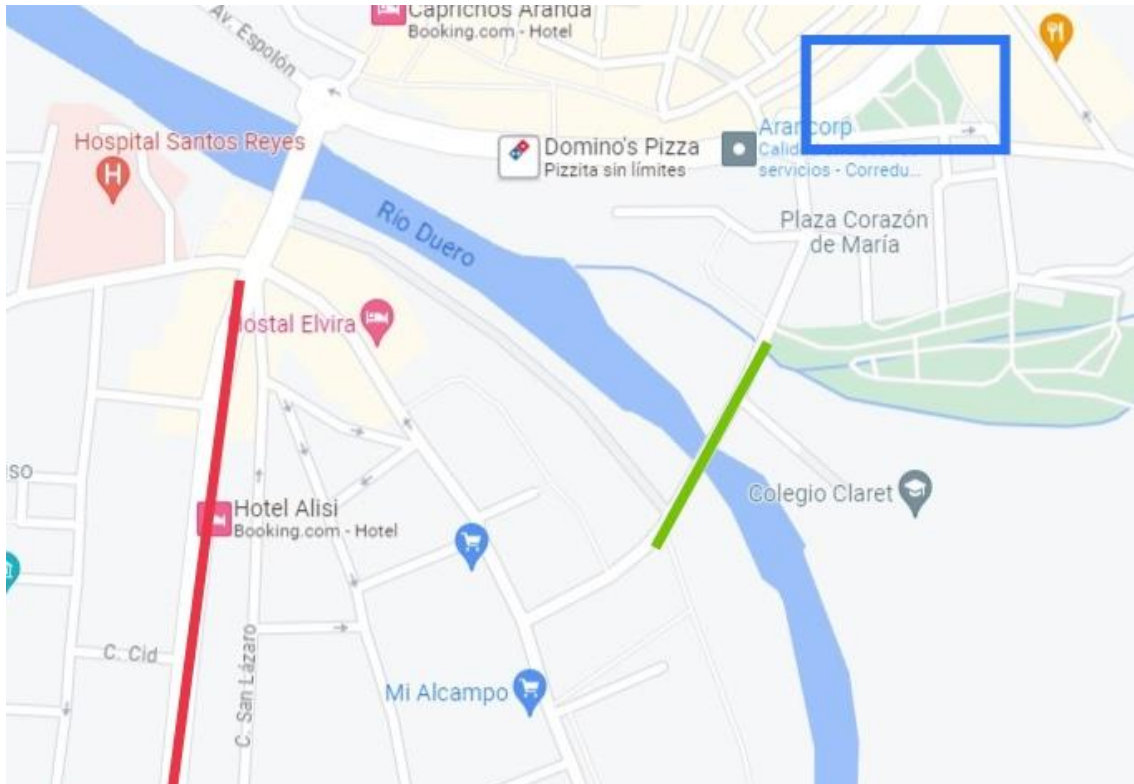 Caprichos Aranda
Booking.com - Hotel
Av. Espolón
Hospital Santos Reyes
H
Domino's Pizza
Pizzita sin límites
Arancorp
servicios - Corredu...
Río Duero
Plaza Corazón
de María
Hostal Elvira
Colegio Claret
Hotel Alisi
Booking.com - Hotel
C. Cid
C. San Lázaro
Mi Alcampo